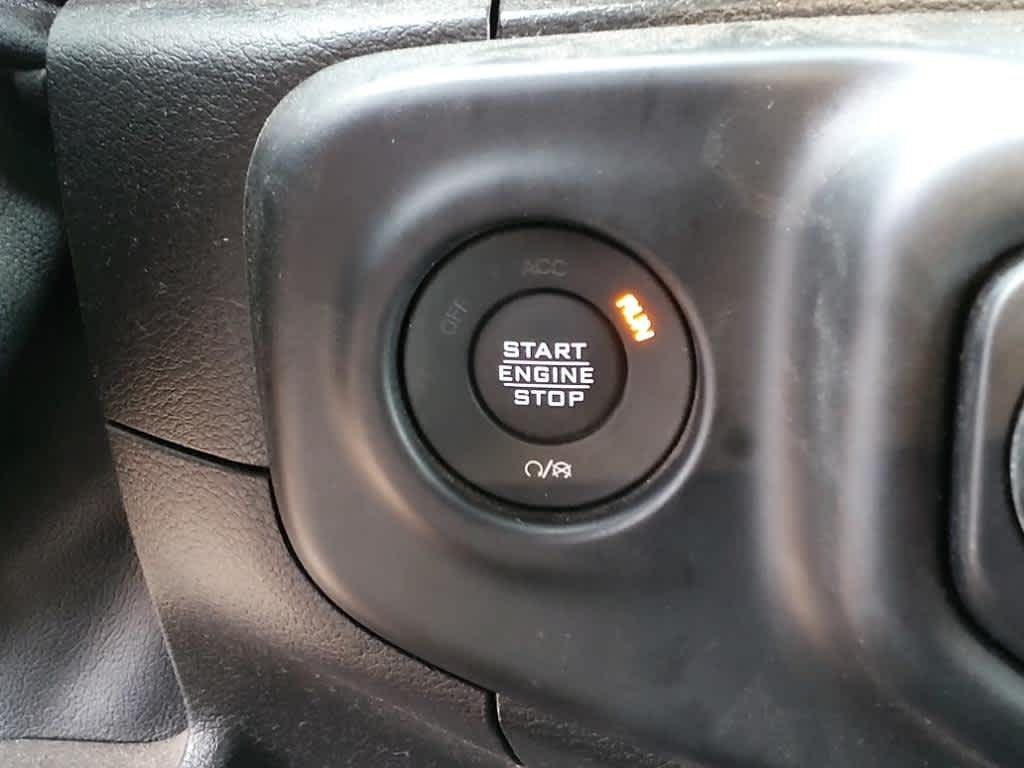 ACC
OFF
RUN
START
ENGINE
STOP